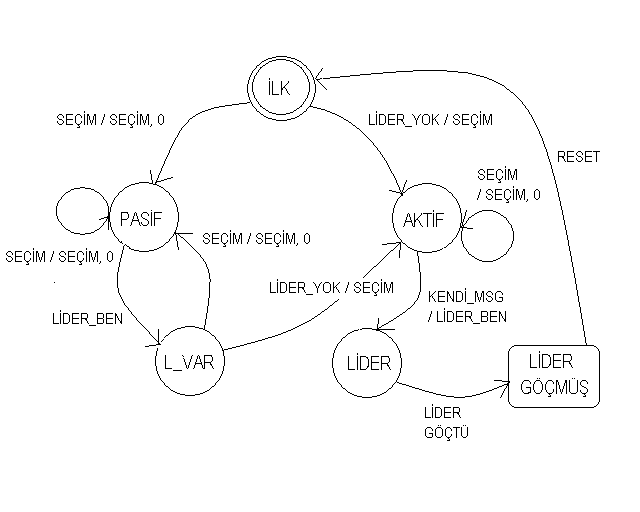 İLK
SEÇİM / SEÇİM, 0
LİDER_YOK / SEÇİM
RESET
SEÇİM
/ SEÇİM, 0
PASİF
AKTİF
SEÇİM / SEÇİM, 0
SEÇİM / SEÇİM, 0
LİDER_YOK / SEÇİM
KENDİ_MSG
/ LİDER_BEN
LİDER_BEN
L_VAR
LİDER
LİDER
GÖÇMÜŞ
LİDER
GÖÇTÜ